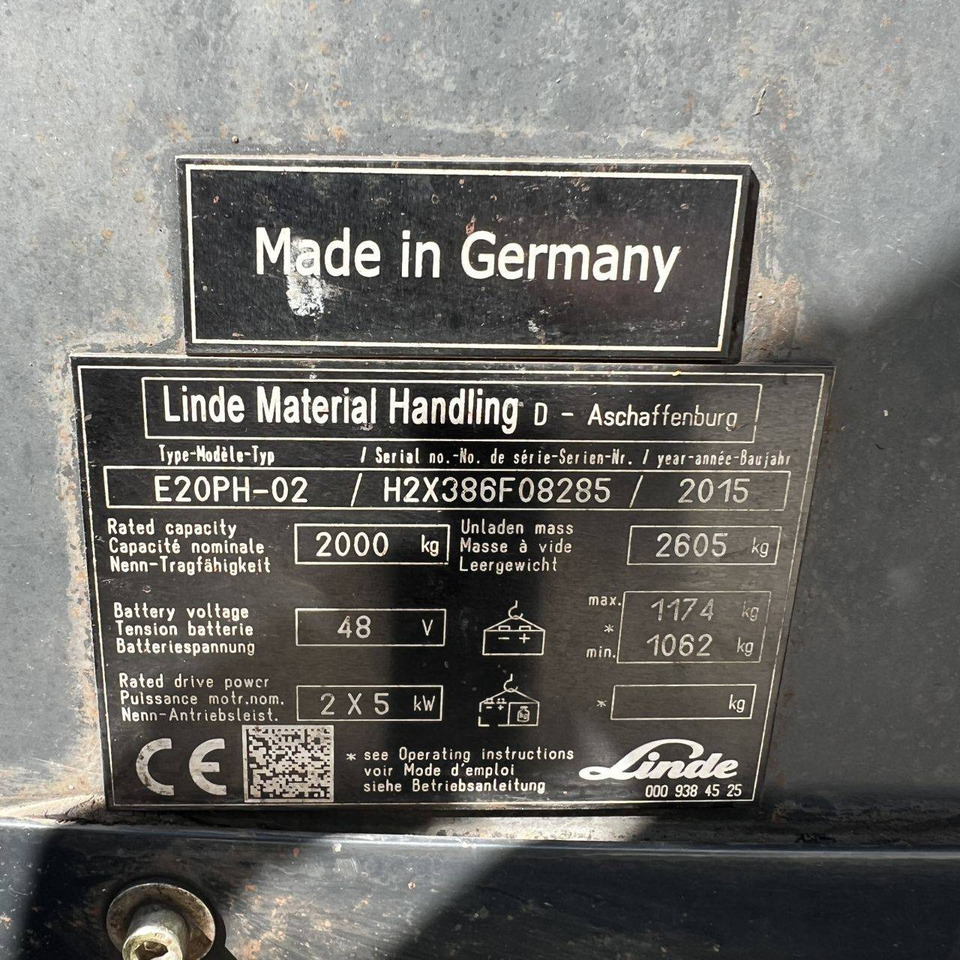 Made in Germany
Linde Material Handling D - Aschaffenburg
Type-Modèle-Typ / Serial no.-No. de série-Serien-Nr. / year-année-Baujahr
E20PH-02 / H2X386F08285 / 2015
Rated capacity
Capacité nominale
Nenn-Tragfähigkeit
2000 kg
Unladen mass
Masse à vide
Leergewicht
2605 kg
Battery voltage
Tension batterie
Batteriespannung
48 V
- +
max. 1174 kg
*
min. 1062 kg
Rated drive power
Puissance motr.nom.
Nenn-Antriebsleist.
2 X 5 kW
- +
kg
* kg
CE
* see Operating instructions
voir Mode d'emploi
siehe Betriebsanleitung
Linde
000 938 45 25